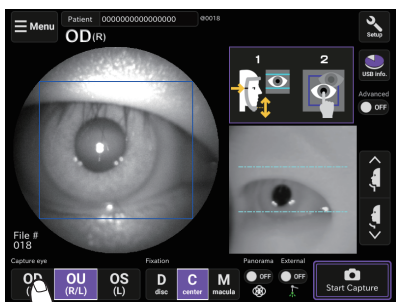 Menu
Patient 0000000000000000 @0018
Setup
OD(R)
1 2
USB info.
Advanced
OFF
File #
018
Capture eye Fixation Panorama External
OD OU OS D C M OFF OFF
(R/L) (L) disc center macula
Start Capture